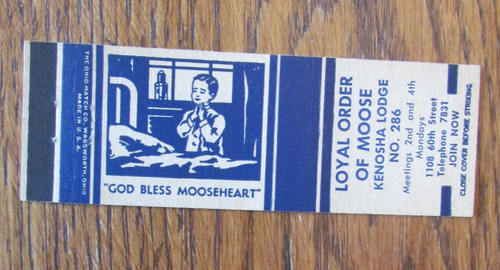 THE OHIO MATCH CO. WADSWORTH, OHIO
MADE IN U.S.A.
"GOD BLESS MOOSEHEART"
LOYAL ORDER
OF MOOSE
KENOSHA LODGE
NO. 286
Meetings 2nd and 4th
Mondays
1108 60th Street
Telephone 7831
JOIN NOW
CLOSE COVER BEFORE STRIKING